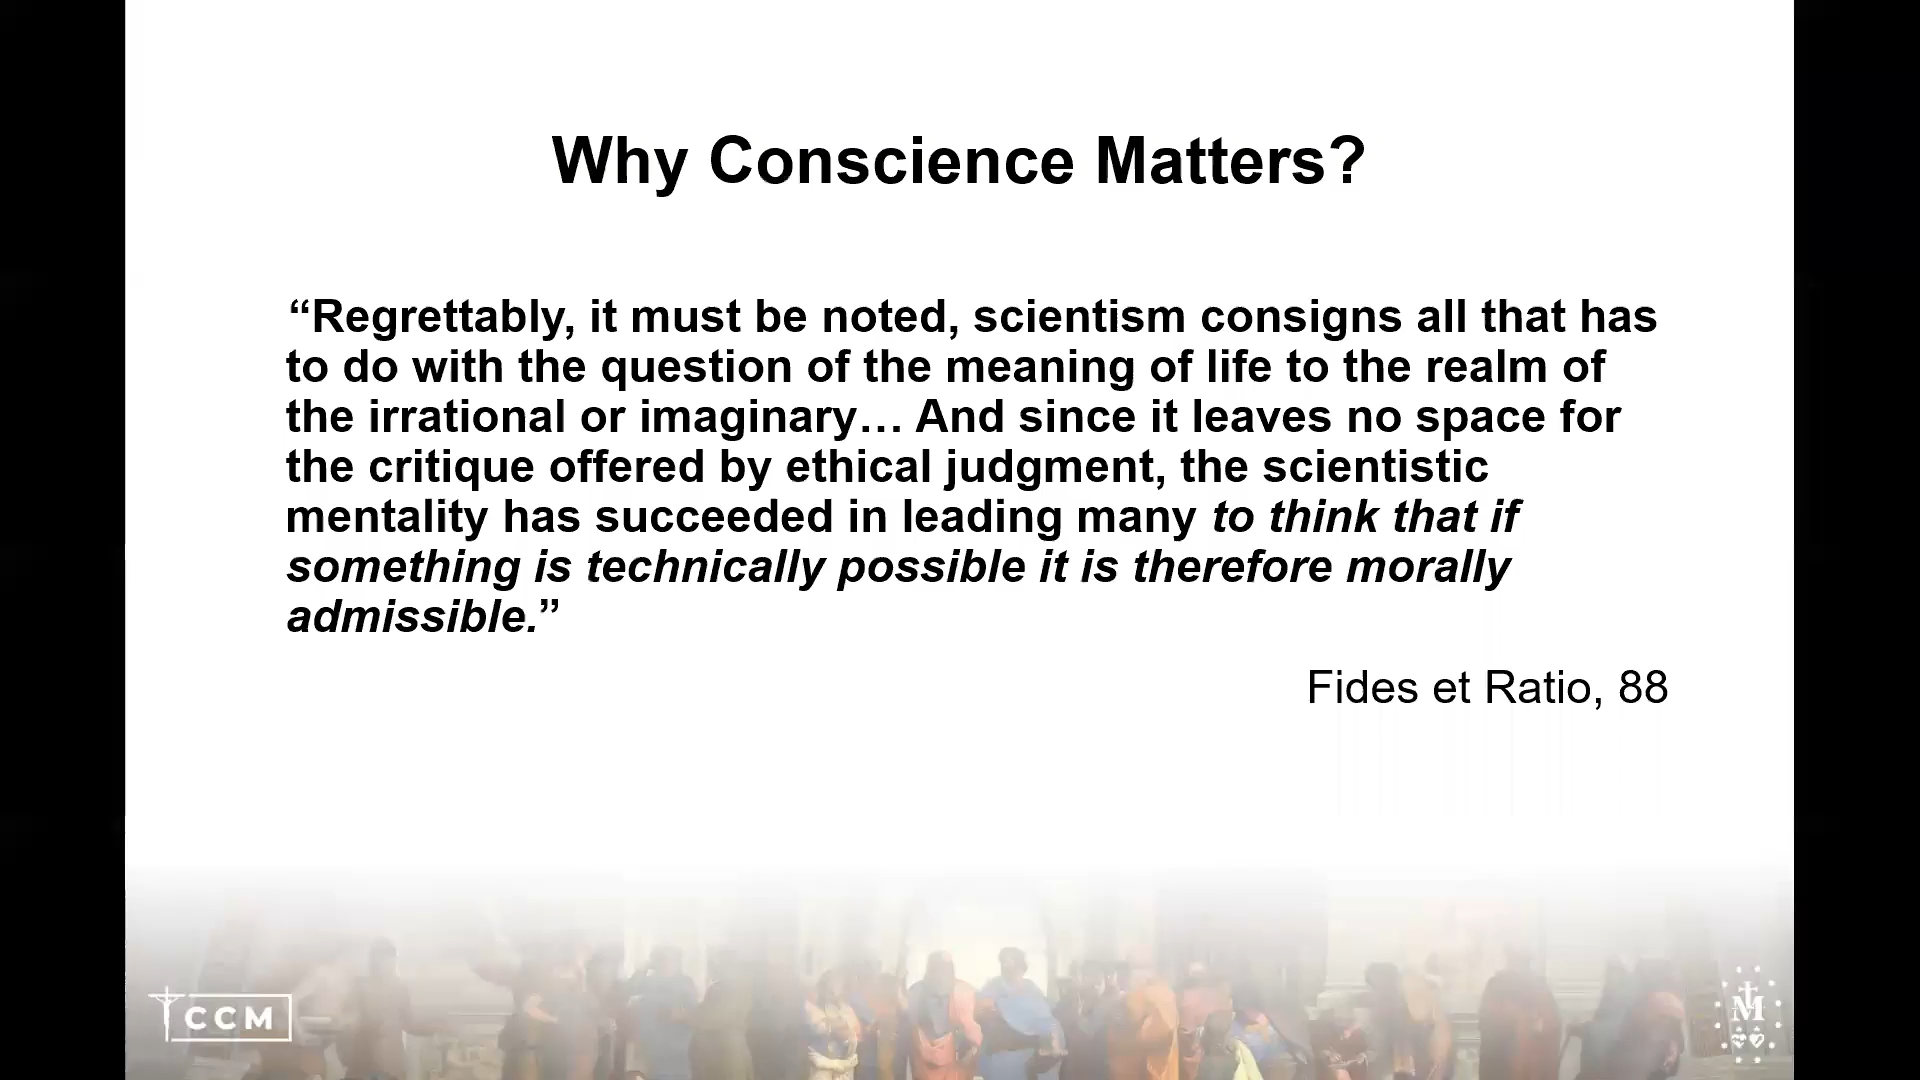 Why Conscience Matters?
“Regrettably, it must be noted, scientism consigns all that has
to do with the question of the meaning of life to the realm of
the irrational or imaginary… And since it leaves no space for
the critique offered by ethical judgment, the scientistic
mentality has succeeded in leading many to think that if
something is technically possible it is therefore morally
admissible.”
Fides et Ratio, 88
CCM
M